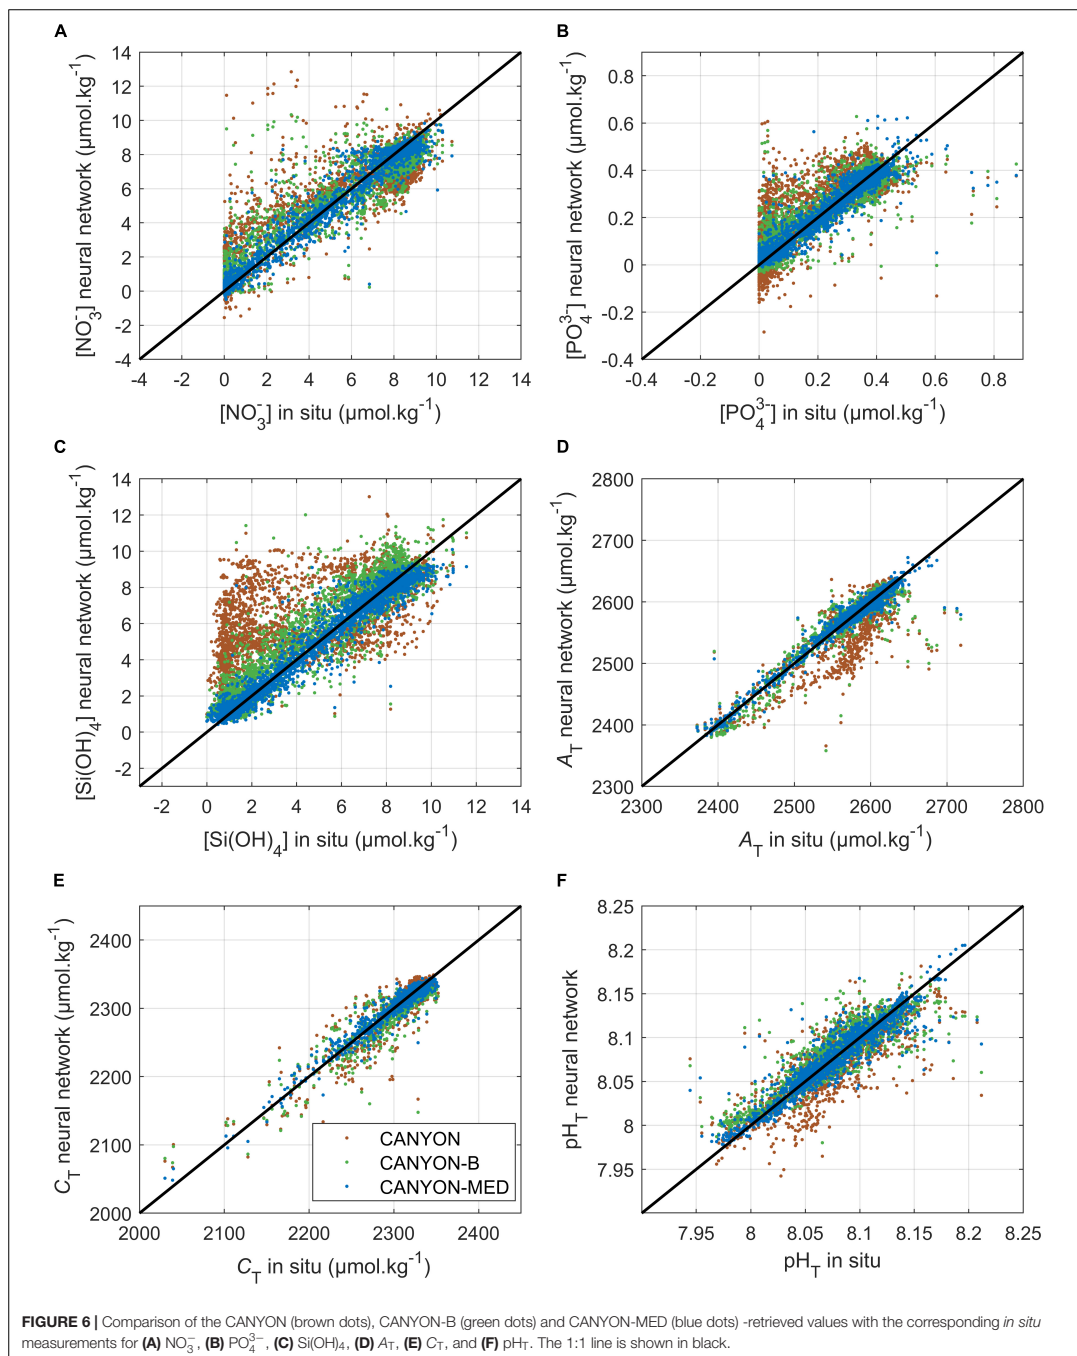 A
[NO3-] neural network (µmol.kg-1)
14
12
10
8
6
4
2
0
-2
-4
-4 -2 0 2 4 6 8 10 12 14
[NO3-] in situ (µmol.kg-1)
B
[PO43-] neural network (µmol.kg-1)
0.8
0.6
0.4
0.2
0
-0.2
-0.4
-0.4 -0.2 0 0.2 0.4 0.6 0.8
[PO43-] in situ (µmol.kg-1)
C
[Si(OH)4] neural network (µmol.kg-1)
14
12
10
8
6
4
2
0
-2
-2 0 2 4 6 8 10 12 14
[Si(OH)4] in situ (µmol.kg-1)
D
AT neural network (µmol.kg-1)
2800
2700
2600
2500
2400
2300
2300 2400 2500 2600 2700 2800
AT in situ (µmol.kg-1)
E
CT neural network (µmol.kg-1)
2400
2300
2200
2100
2000
2000 2100 2200 2300 2400
CT in situ (µmol.kg-1)
CANYON
CANYON-B
CANYON-MED
F
pHT neural network
8.25
8.2
8.15
8.1
8.05
8
7.95
7.95 8 8.05 8.1 8.15 8.2 8.25
pHT in situ
FIGURE 6 | Comparison of the CANYON (brown dots), CANYON-B (green dots) and CANYON-MED (blue dots) -retrieved values with the corresponding in situ
measurements for (A) NO3−, (B) PO43−, (C) Si(OH)4, (D) AT, (E) CT, and (F) pHT. The 1:1 line is shown in black.